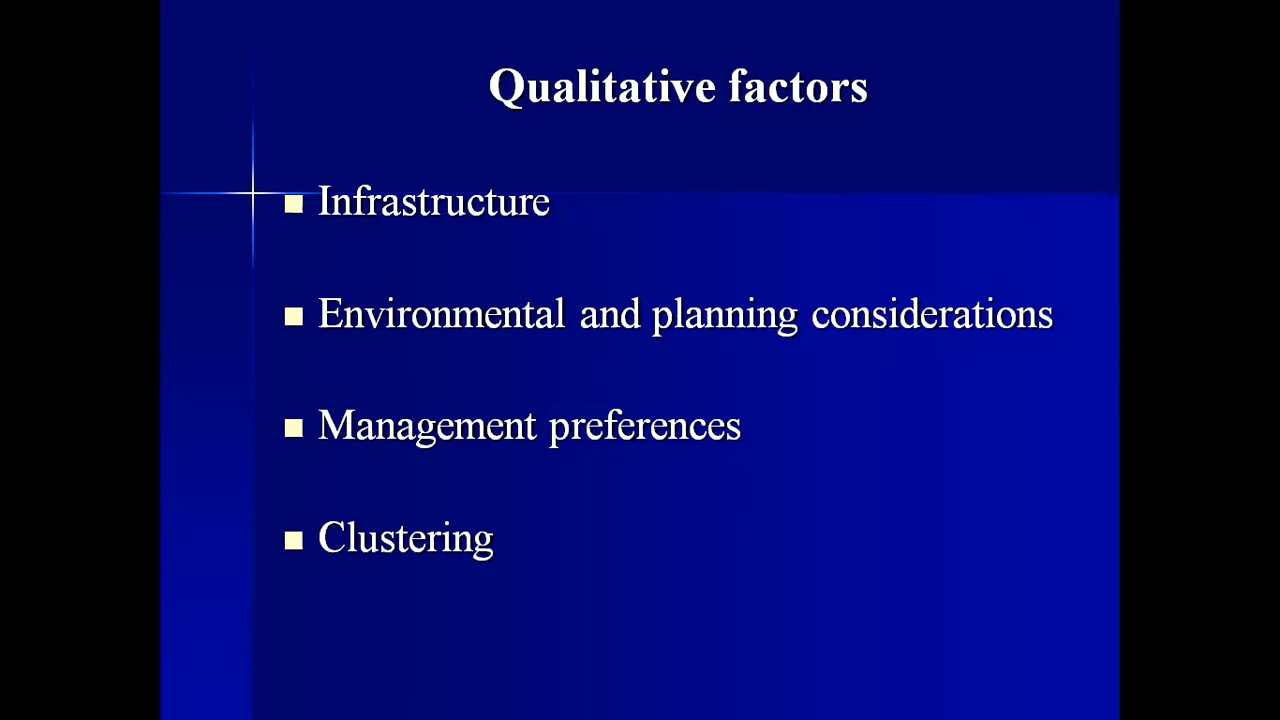 Qualitative factors
Infrastructure
Environmental and planning considerations
Management preferences
Clustering